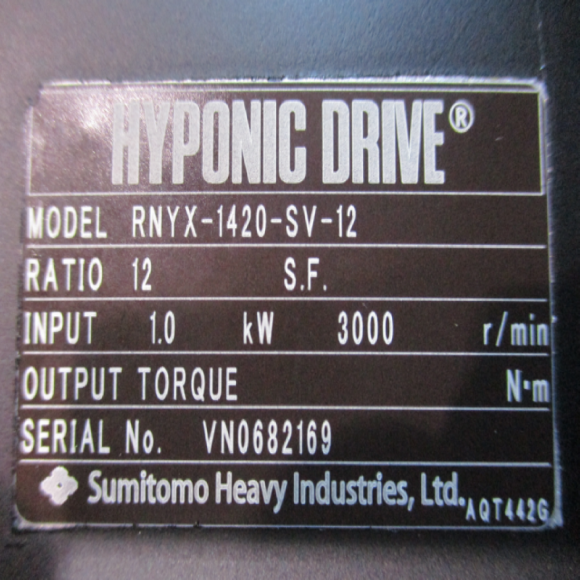 HYPONIC DRIVE®
MODEL RNYX-1420-SV-12
RATIO 12 S.F.
INPUT 1.0 kW 3000 r/min
OUTPUT TORQUE N·m
SERIAL No. VN0682169
Sumitomo Heavy Industries, Ltd.
AQT442G